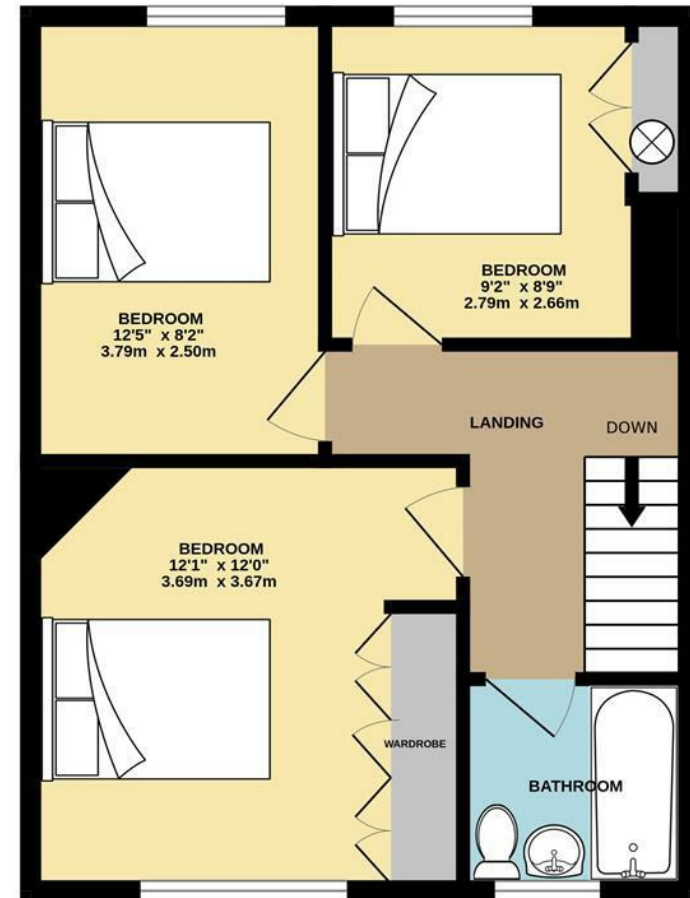 BEDROOM
12'5" x 8'2"
3.79m x 2.50m
BEDROOM
9'2" x 8'9"
2.79m x 2.66m
LANDING
DOWN
BEDROOM
12'1" x 12'0"
3.69m x 3.67m
WARDROBE
BATHROOM